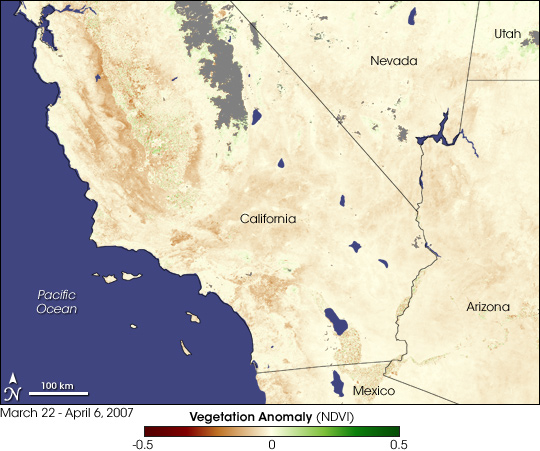 Utah
Nevada
California
Pacific
Ocean
Arizona
Mexico
N
100 km
March 22 - April 6, 2007
Vegetation Anomaly (NDVI)
-0.5 0 0.5